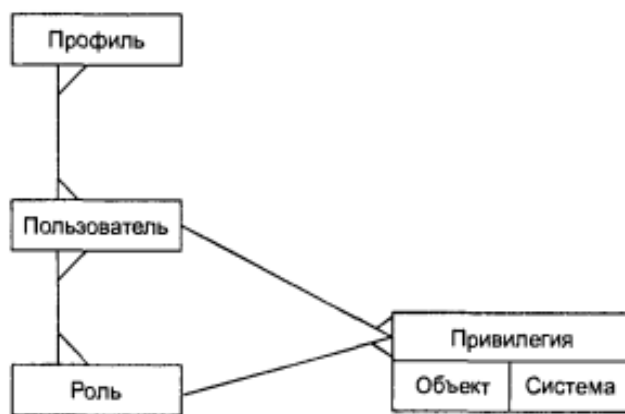 Профиль
Пользователь
Привилегия
Роль
Объект
Система